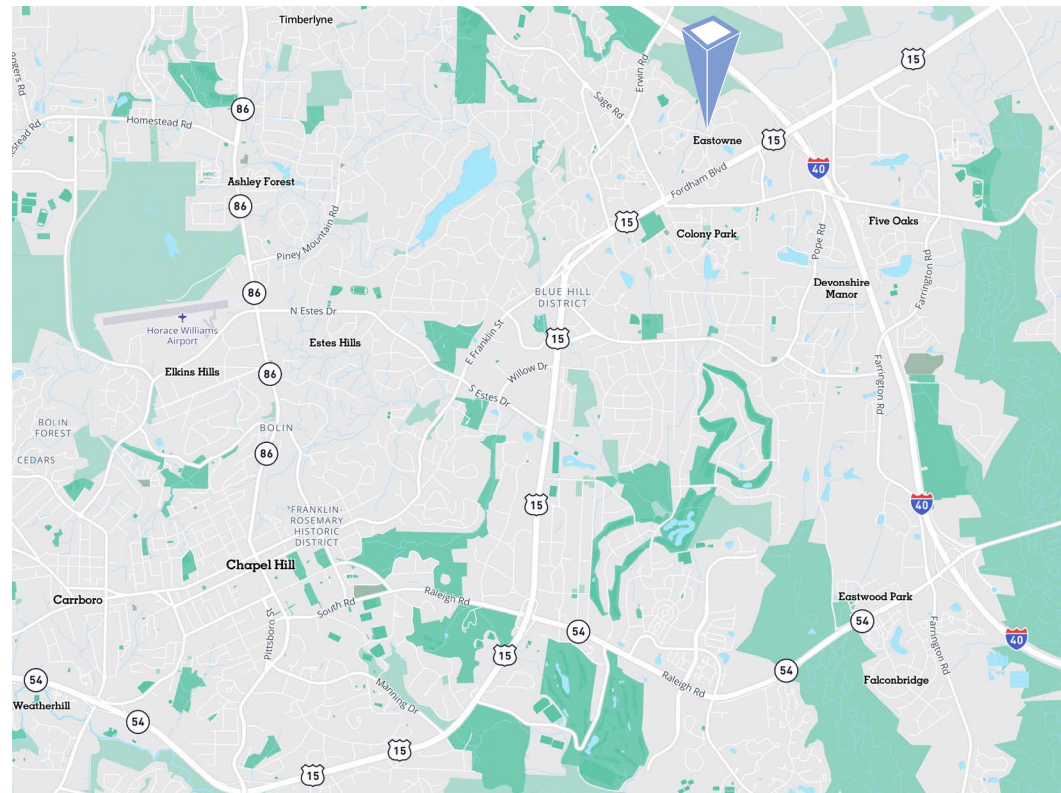 Timberlyne
15
Rogers Rd
Erwin Rd
Sage Rd
86
Homestead Rd
estead Rd
Eastowne
15
40
Fordham Blvd
Ashley Forest
86
15
Five Oaks
Colony Park
Piney Mountain Rd
Pope Rd
Farrington Rd
86
BLUE HILL
DISTRICT
Devonshire
Manor
N Estes Dr
Horace Williams
Airport
Estes Hills
E Franklin St
15
Elkins Hills
86
Willow Dr
Farrington Rd
S Estes Dr
BOLIN
FOREST
BOLIN
CEDARS
86
15
40
FRANKLIN-
ROSEMARY
HISTORIC
DISTRICT
Chapel Hill
Carrboro
Raleigh Rd
Eastwood Park
South Rd
Pittsboro St
54
54
40
Farrington Rd
15
54
54
Raleigh Rd
Falconbridge
Manning Dr
Weatherhill
54
15
15